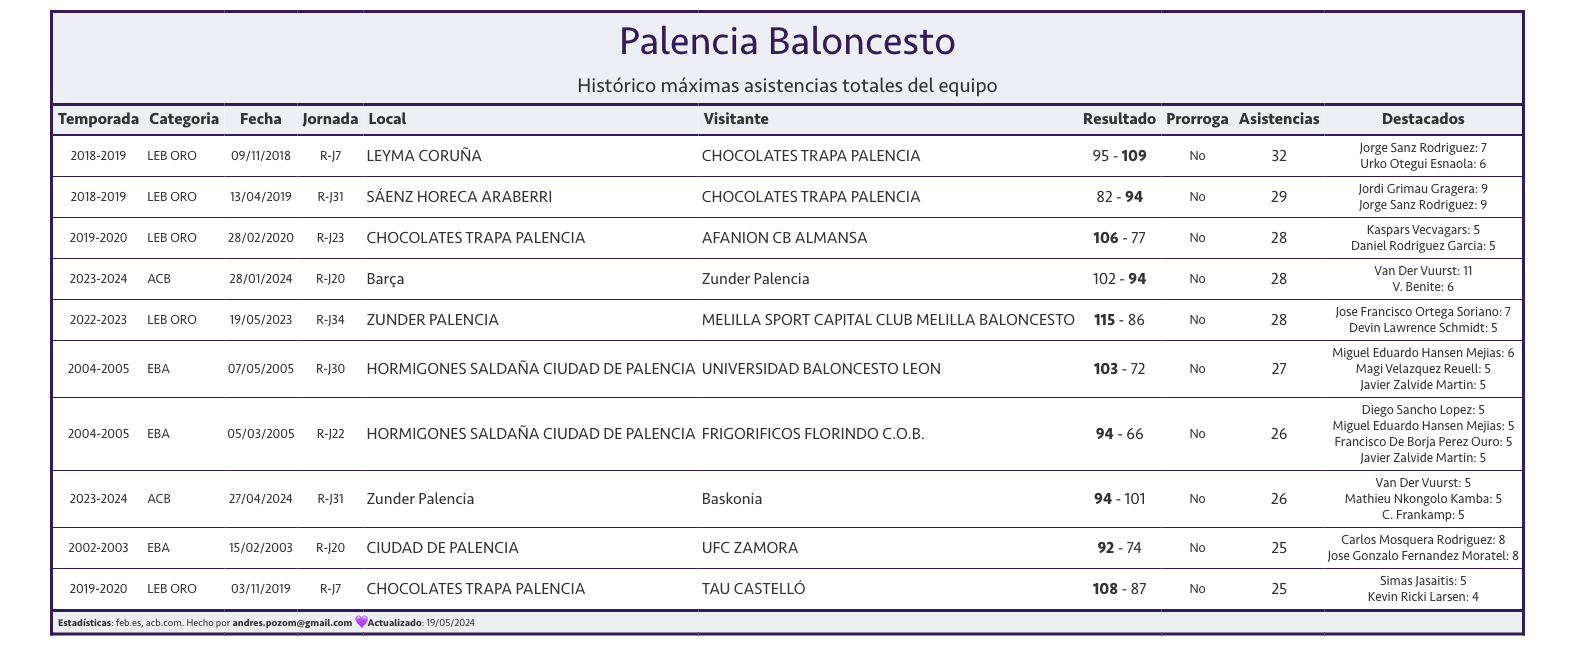 Palencia Baloncesto
Histórico máximas asistencias totales del equipo
Temporada Categoria Fecha Jornada Local Visitante Resultado Prorroga Asistencias Destacados
2018-2019 LEB ORO 09/11/2018 R-J7 LEYMA CORUÑA CHOCOLATES TRAPA PALENCIA 95 - 109 No 32 Jorge Sanz Rodriguez: 7
Urko Otegui Esnaola: 6
2018-2019 LEB ORO 13/04/2019 R-J31 SÁENZ HORECA ARABERRI CHOCOLATES TRAPA PALENCIA 82 - 94 No 29 Jordi Grimau Gragera: 9
Jorge Sanz Rodriguez: 9
2019-2020 LEB ORO 28/02/2020 R-J23 CHOCOLATES TRAPA PALENCIA AFANION CB ALMANSA 106 - 77 No 28 Kaspars Vecvagars: 5
Daniel Rodriguez Garcia: 5
2023-2024 ACB 28/01/2024 R-J20 Barça Zunder Palencia 102 - 94 No 28 Van Der Vuurst: 11
V. Benite: 6
2022-2023 LEB ORO 19/05/2023 R-J34 ZUNDER PALENCIA MELILLA SPORT CAPITAL CLUB MELILLA BALONCESTO 115 - 86 No 28 Jose Francisco Ortega Soriano: 7
Devin Lawrence Schmidt: 5
2004-2005 EBA 07/05/2005 R-J30 HORMIGONES SALDAÑA CIUDAD DE PALENCIA UNIVERSIDAD BALONCESTO LEON 103 - 72 No 27 Miguel Eduardo Hansen Mejias: 6
Magi Velazquez Reuell: 5
Javier Zalvide Martin: 5
2004-2005 EBA 05/03/2005 R-J22 HORMIGONES SALDAÑA CIUDAD DE PALENCIA FRIGORIFICOS FLORINDO C.O.B. 94 - 66 No 26 Diego Sancho Lopez: 5
Miguel Eduardo Hansen Mejias: 5
Francisco De Borja Perez Ouro: 5
Javier Zalvide Martin: 5
2023-2024 ACB 27/04/2024 R-J31 Zunder Palencia Baskonia 94 - 101 No 26 Van Der Vuurst: 5
Mathieu Nkongolo Kamba: 5
C. Frankamp: 5
2002-2003 EBA 15/02/2003 R-J20 CIUDAD DE PALENCIA UFC ZAMORA 92 - 74 No 25 Carlos Mosquera Rodriguez: 8
Jose Gonzalo Fernandez Moratel: 8
2019-2020 LEB ORO 03/11/2019 R-J7 CHOCOLATES TRAPA PALENCIA TAU CASTELLÓ 108 - 87 No 25 Simas Jasaitis: 5
Kevin Ricki Larsen: 4
Estadísticas: feb.es, acb.com. Hecho por andres.pozom@gmail.com 💜Actualizado: 19/05/2024